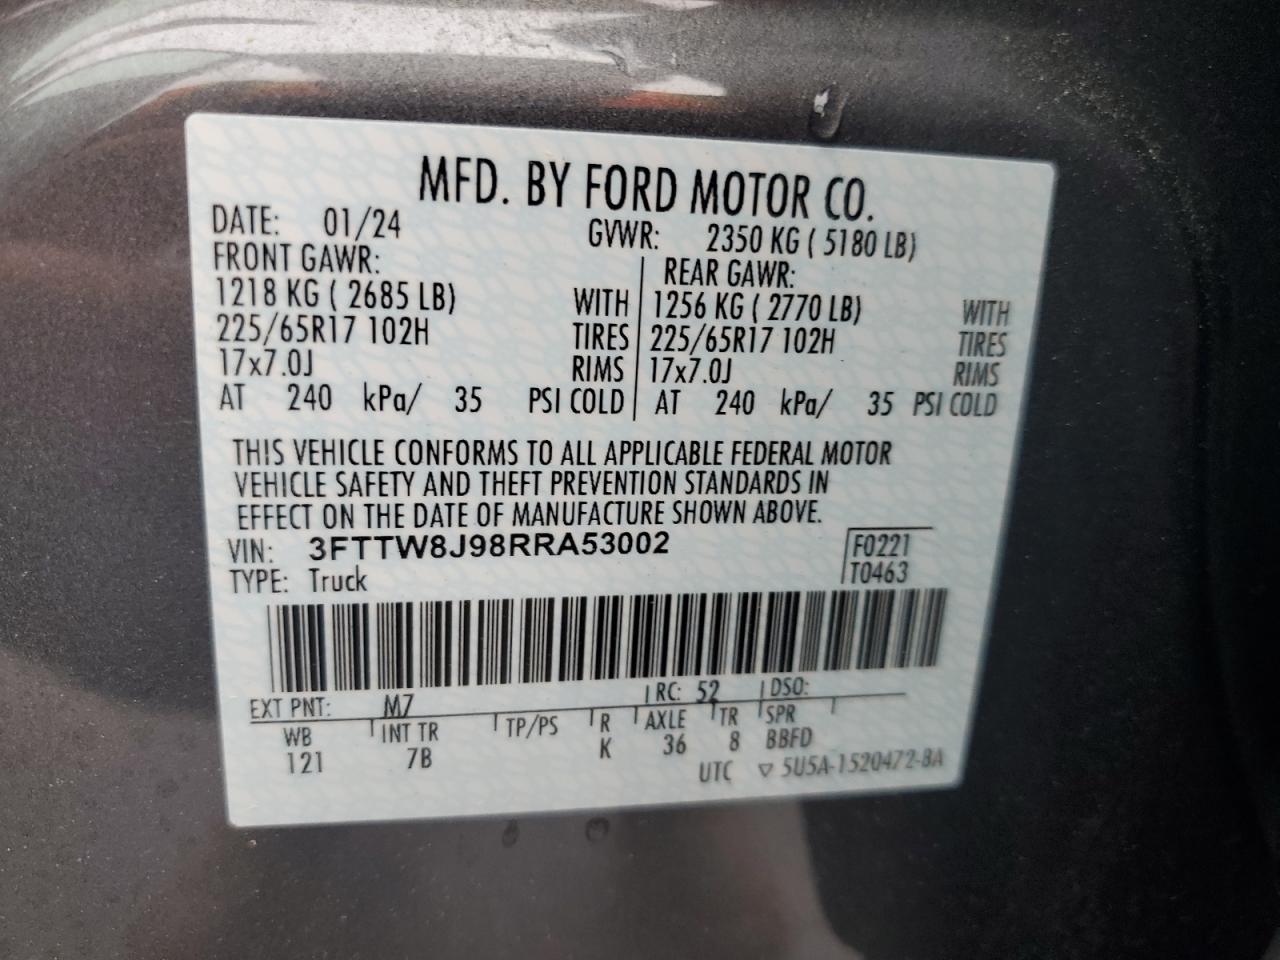 MFD. BY FORD MOTOR CO.
DATE: 01/24 GVWR: 2350 KG ( 5180 LB)
FRONT GAWR: REAR GAWR:
1218 KG ( 2685 LB) WITH 1256 KG ( 2770 LB) WITH
225/65R17 102H TIRES 225/65R17 102H TIRES
17x7.0J RIMS 17x7.0J RIMS
AT 240 kPa/ 35 PSI COLD AT 240 kPa/ 35 PSI COLD
THIS VEHICLE CONFORMS TO ALL APPLICABLE FEDERAL MOTOR
VEHICLE SAFETY AND THEFT PREVENTION STANDARDS IN
EFFECT ON THE DATE OF MANUFACTURE SHOWN ABOVE.
VIN: 3FTTW8J98RRA53002 F0221
TYPE: Truck T0463
EXT PNT: M7 RC: 52 DSO:
WB INT TR TP/PS R AXLE TR SPR
121 7B K 36 8 BBFD
UTC ▽ 5U5A-1520472-BA